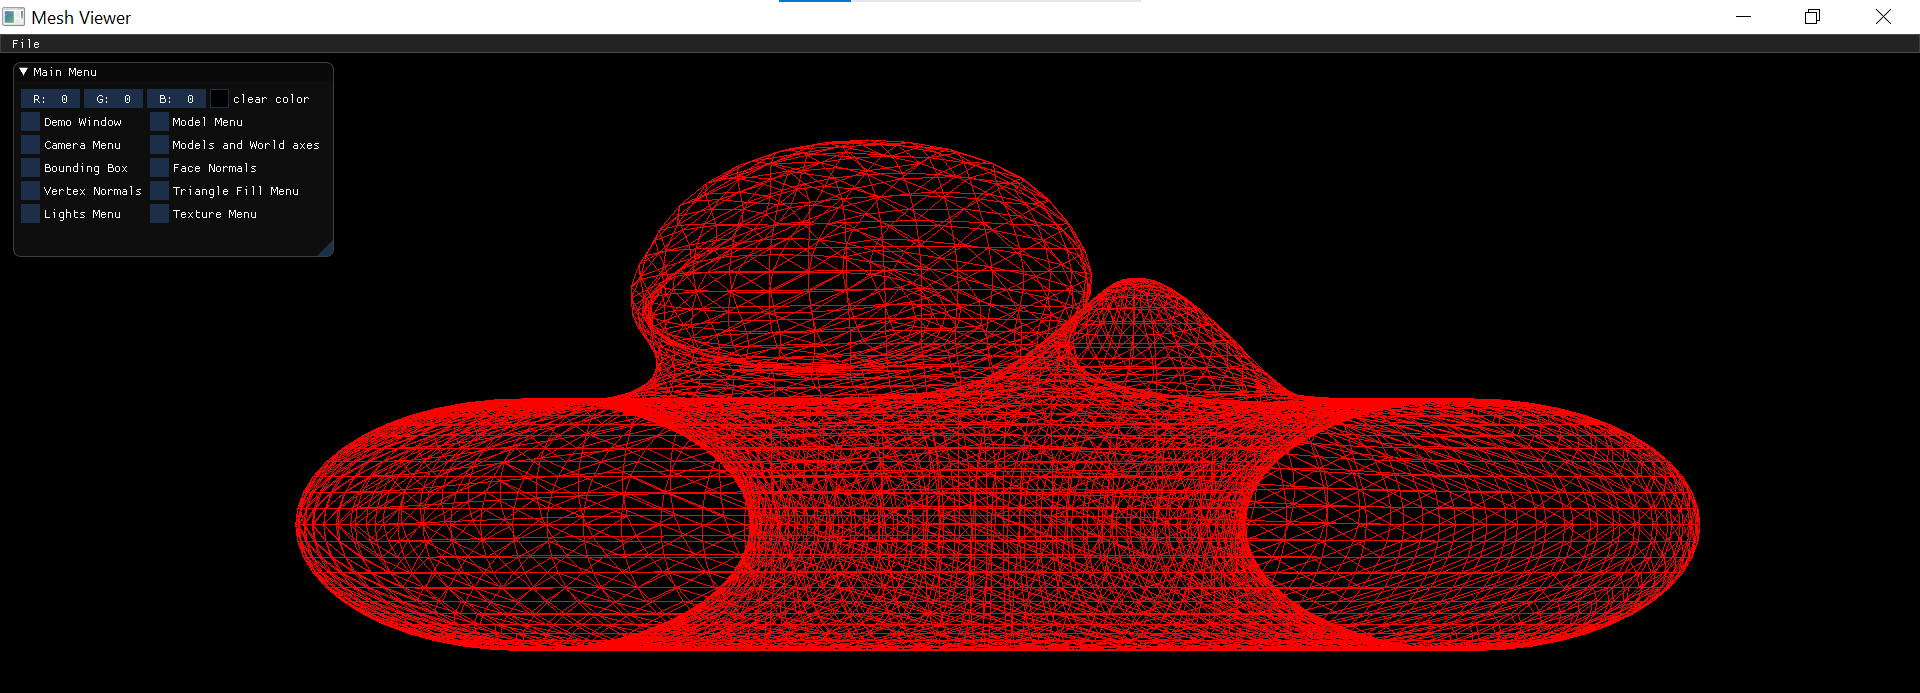 Mesh Viewer
File
Main Menu
R: 0 G: 0 B: 0 clear color
Demo Window Model Menu
Camera Menu Models and World axes
Bounding Box Face Normals
Vertex Normals Triangle Fill Menu
Lights Menu Texture Menu